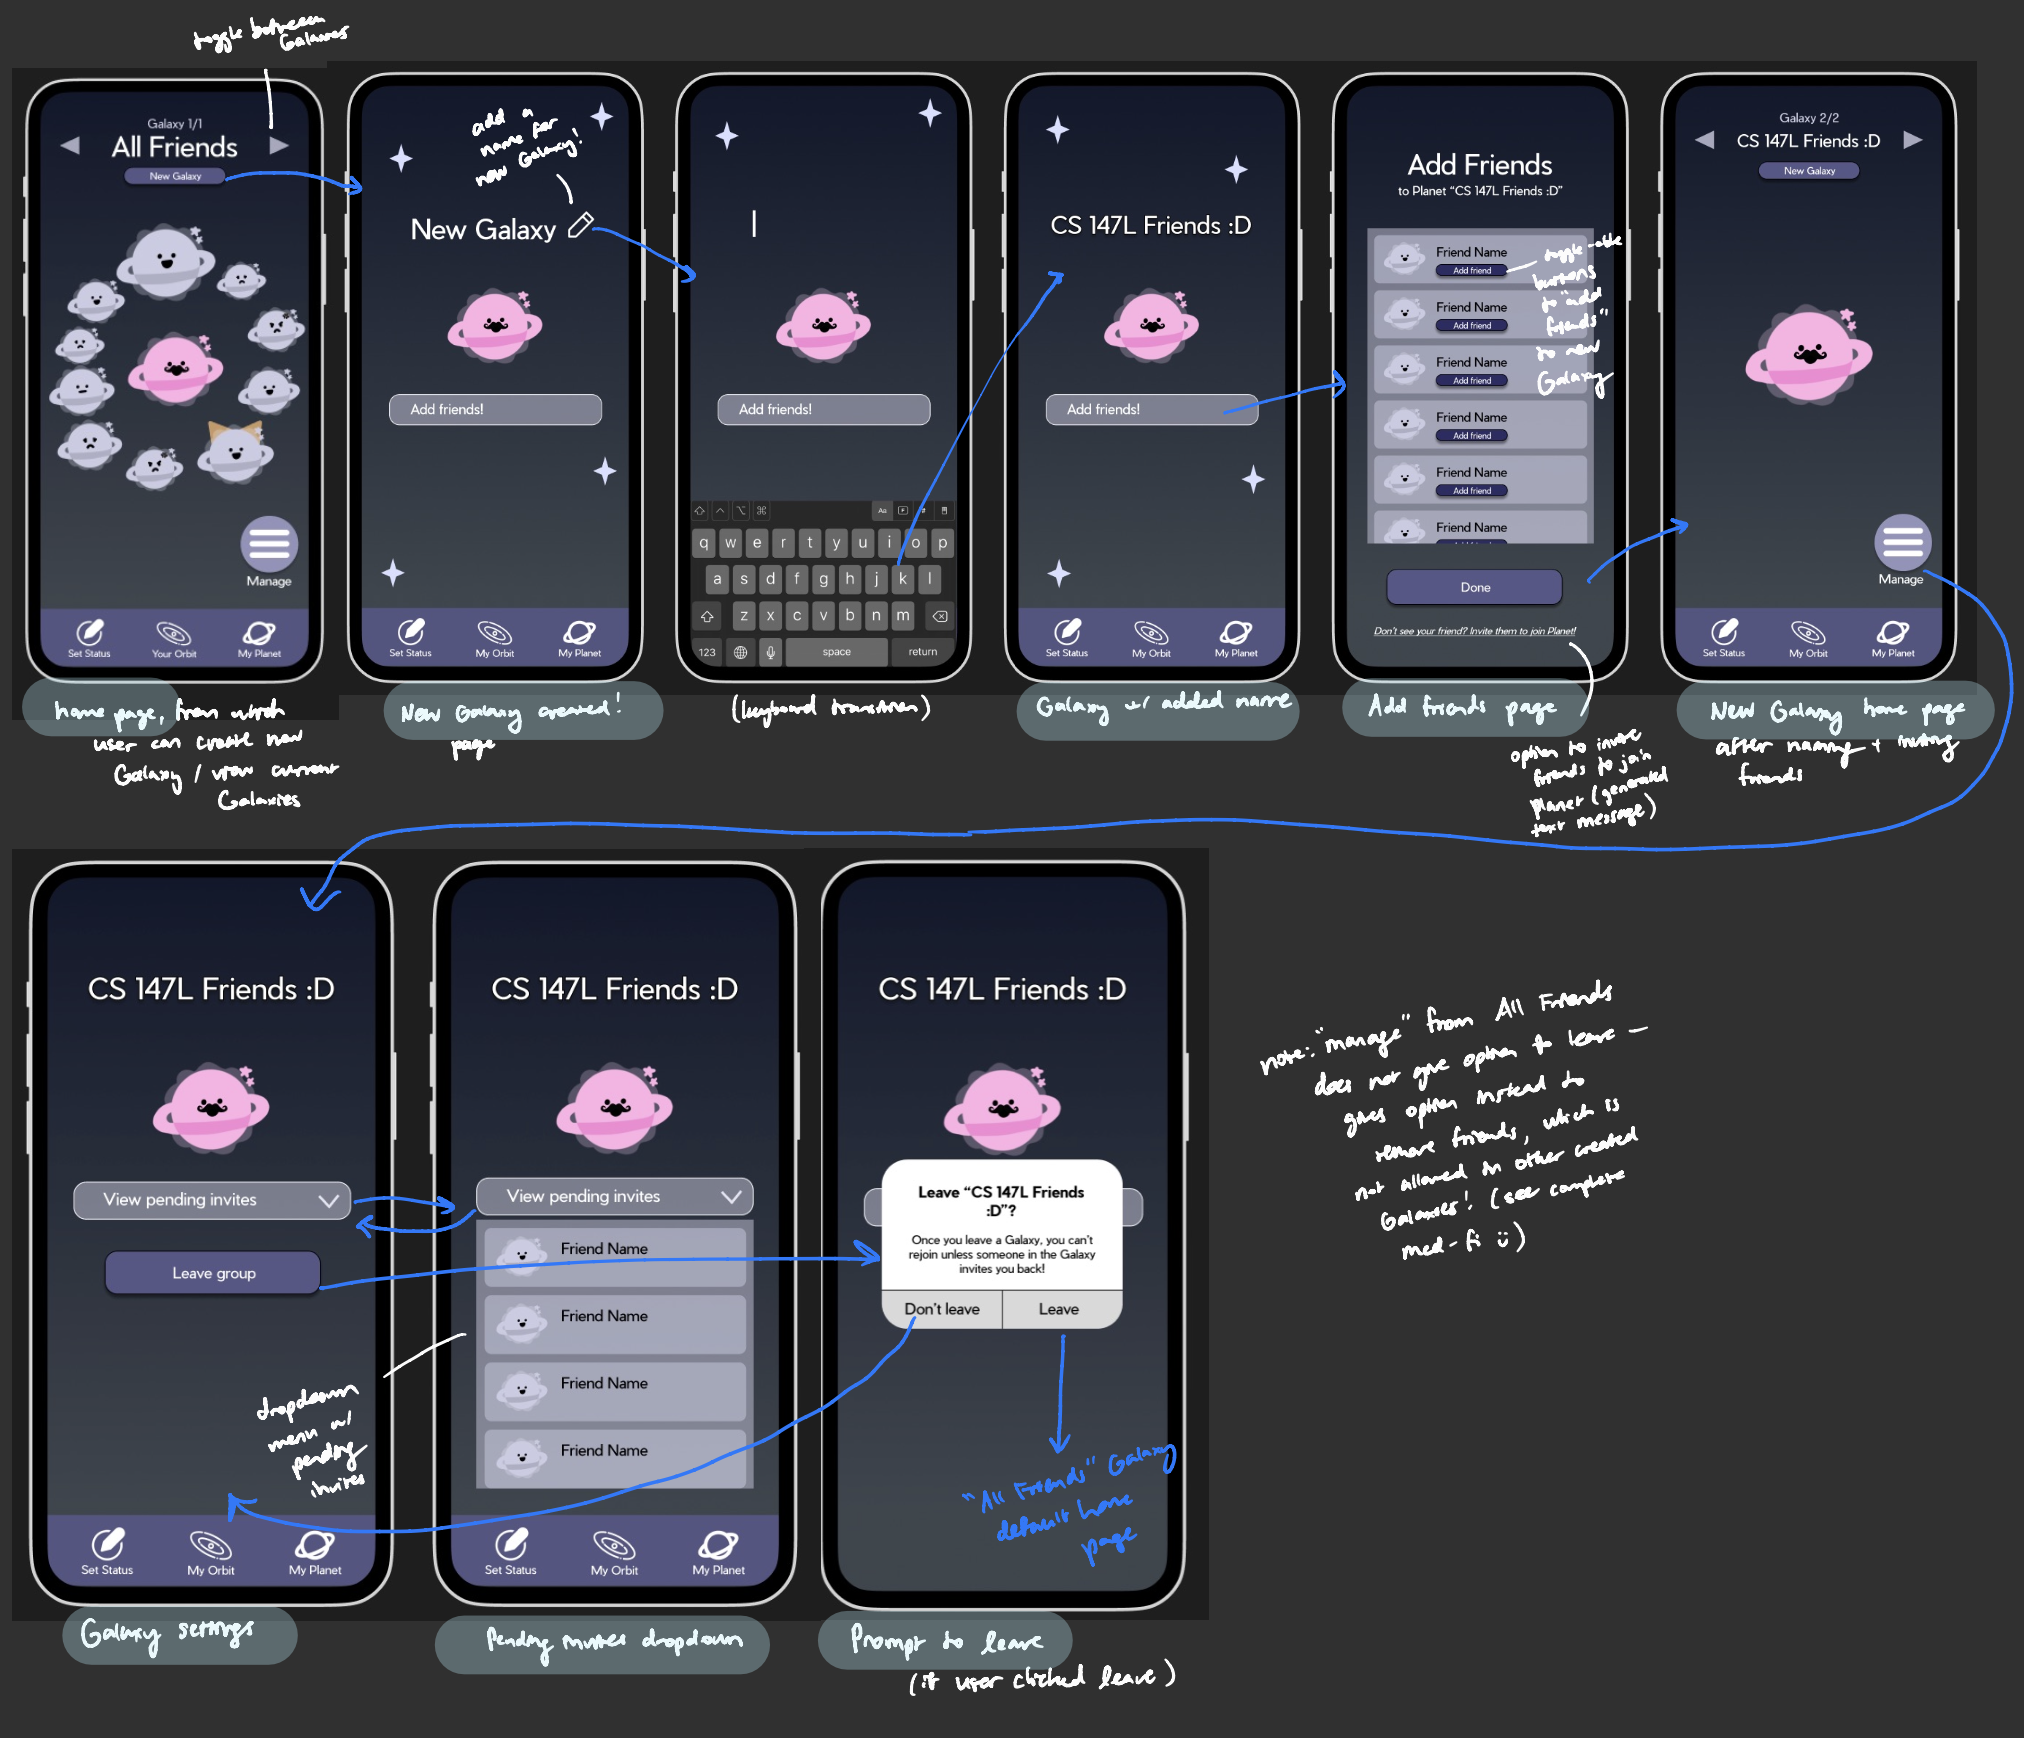 toggle between
Galaxies
Galaxy 1/1
All Friends
New Galaxy
Manage
Set Status
Your Orbit
My Planet
home page, from which
user can create new
Galaxy / view current
Galaxies
add a
name for
new Galaxy!
New Galaxy
Add friends!
Set Status
My Orbit
My Planet
New Galaxy created!
page
Add friends!
Aa
#
q w e r t y u i o p
a s d f g h j k l
z x c v b n m
123
space
return
(keyboard transition)
CS 147L Friends :D
Add friends!
Set Status
My Orbit
My Planet
Galaxy w/ added name
Add Friends
to Planet “CS 147L Friends :D”
Friend Name
Add friend
Friend Name
Add friend
Friend Name
Add friend
Friend Name
Add friend
Friend Name
Add friend
Friend Name
toggle-able
buttons
to "add
friends"
to new
Galaxy
Done
Don't see your friend? Invite them to join Planet!
Add friends page
option to invite
friends to join
Planet (generated
text message)
Galaxy 2/2
CS 147L Friends :D
New Galaxy
Manage
Set Status
My Orbit
My Planet
New Galaxy home page
after naming + inviting
friends
CS 147L Friends :D
View pending invites
Leave group
dropdown
menu w/
pending
invites
Set Status
My Orbit
My Planet
Galaxy settings
CS 147L Friends :D
View pending invites
Friend Name
Friend Name
Friend Name
Friend Name
Set Status
My Orbit
My Planet
Pending invites dropdown
CS 147L Friends :D
Leave “CS 147L Friends
:D”?
Once you leave a Galaxy, you can't
rejoin unless someone in the Galaxy
invites you back!
Don't leave
Leave
"All Friends" Galaxy
default home
page
Prompt to leave
(if user clicked leave)
note: "manage" from All Friends
does not give option to leave –
gives option instead to
remove friends, which is
not allowed in other created
Galaxies! (see complete
med-fi ü)